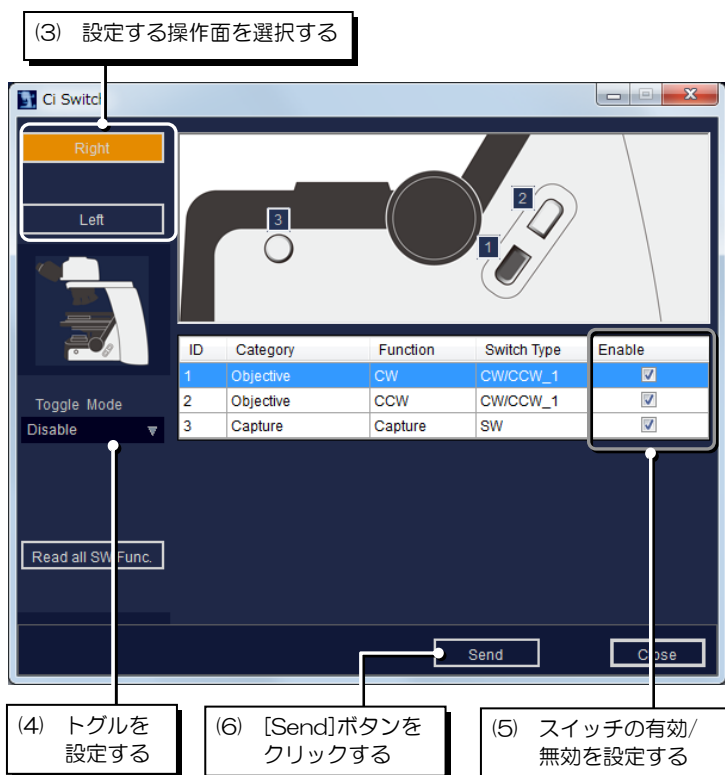 (3) 設定する操作面を選択する
Ci Switch
Right
Left
3
2
1
ID Category Function Switch Type Enable
1 Objective CW CW/CCW_1
2 Objective CCW CW/CCW_1
3 Capture Capture SW
Toggle Mode
Disable
Read all SW Func.
Send
Close
(4) トグルを
設定する
(6) [Send]ボタンを
クリックする
(5) スイッチの有効/
無効を設定する